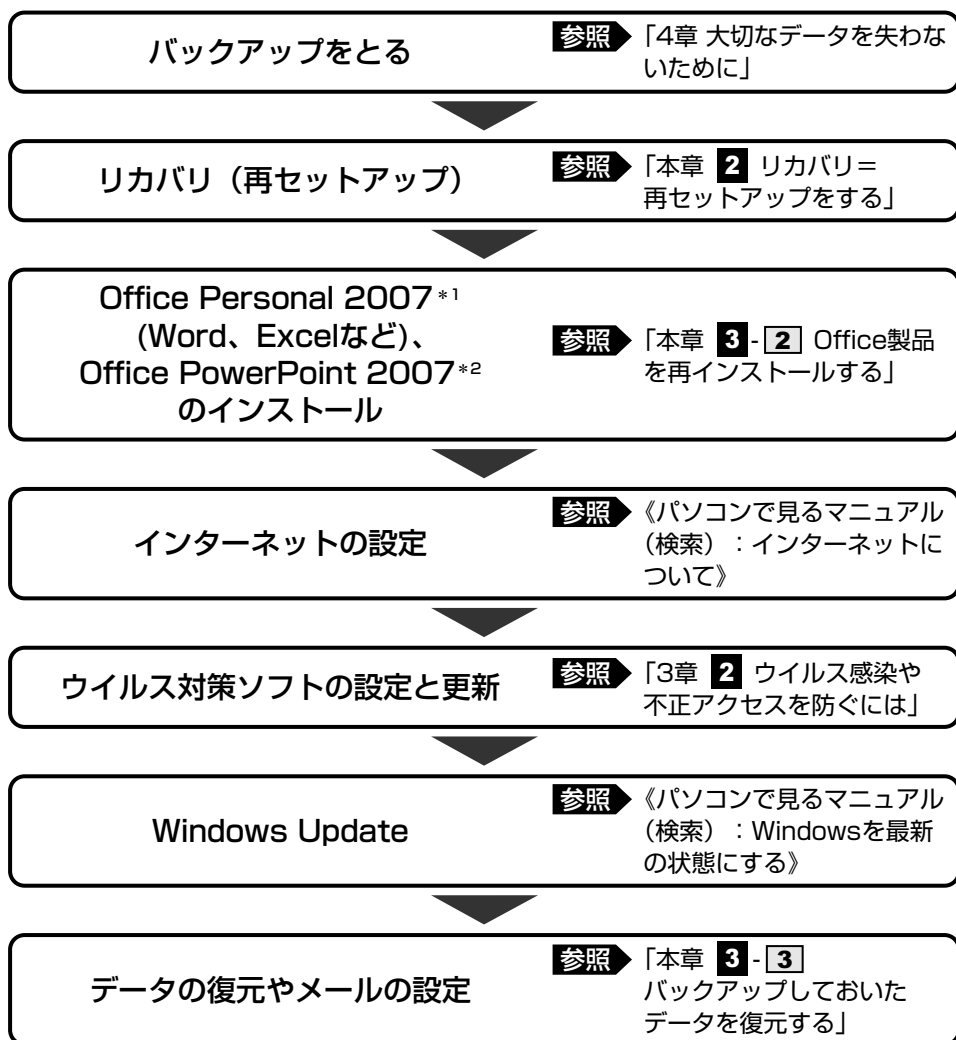 バックアップをとる
参照 「4章 大切なデータを失わな
いために」
リカバリ（再セットアップ）
参照 「本章 2 リカバリ＝
再セットアップをする」
Office Personal 2007*1
(Word、Excelなど)、
Office PowerPoint 2007*2
のインストール
参照 「本章 3 - 2 Office製品
を再インストールする」
インターネットの設定
参照 《パソコンで見るマニュアル
（検索）：インターネットに
ついて》
ウイルス対策ソフトの設定と更新
参照 「3章 2 ウイルス感染や
不正アクセスを防ぐには」
Windows Update
参照 《パソコンで見るマニュアル
（検索）：Windowsを最新
の状態にする》
データの復元やメールの設定
参照 「本章 3 - 3
バックアップしておいた
データを復元する」